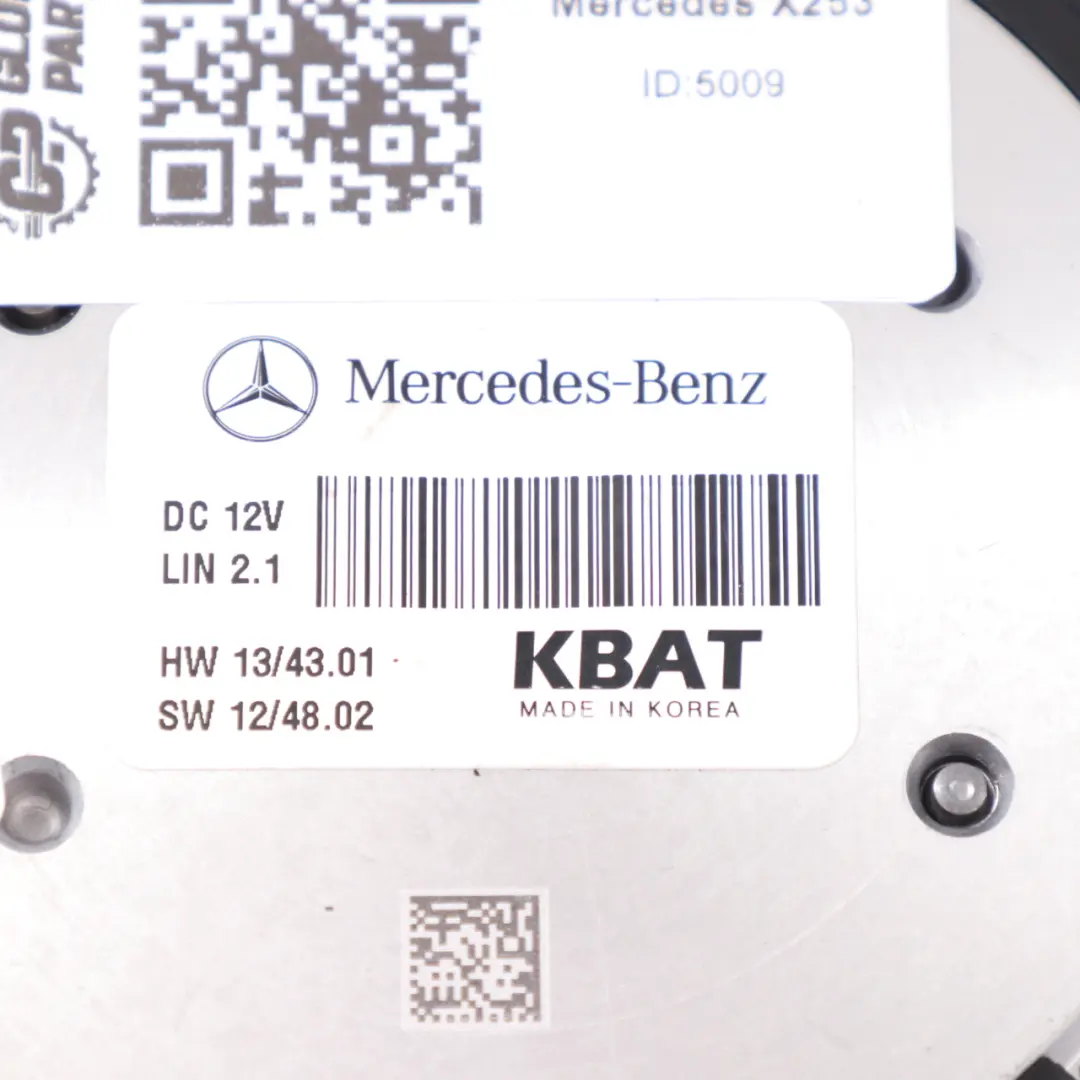 PAR
Mercedes X253
ID:5009
Mercedes-Benz
DC 12V
LIN 2.1
HW 13/43.01
SW 12/48.02
KBAT
MADE IN KOREA